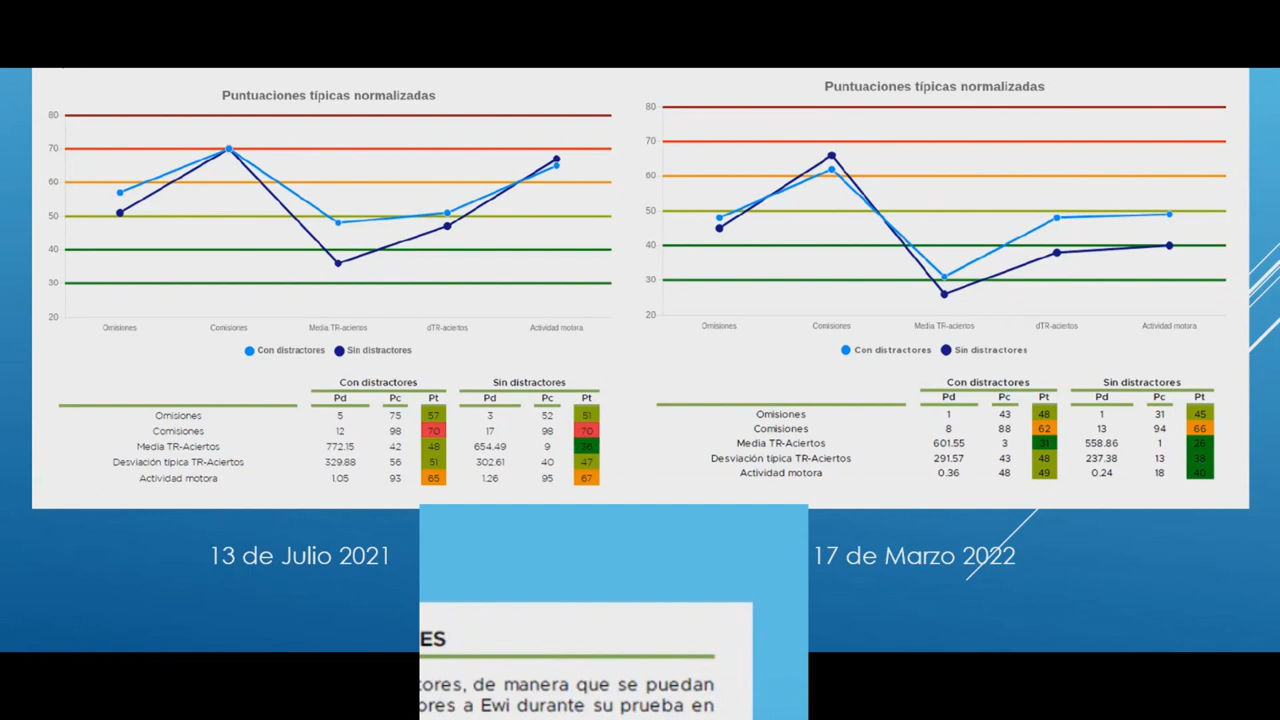 Puntuaciones típicas normalizadas
80
70
60
50
40
30
20
Omisiones Comisiones Media TR-aciertos dTR-aciertos Actividad motora
Con distractores Sin distractores
Con distractores Sin distractores
Pd Pc Pt Pd Pc Pt
Omisiones 5 75 57 3 52 51
Comisiones 12 98 70 17 98 70
Media TR-Aciertos 772.15 42 48 654.49 9 36
Desviación típica TR-Aciertos 329.88 56 51 302.61 40 47
Actividad motora 1.05 93 65 1.26 95 67
13 de Julio 2021
Puntuaciones típicas normalizadas
80
70
60
50
40
30
20
Omisiones Comisiones Media TR-aciertos dTR-aciertos Actividad motora
Con distractores Sin distractores
Con distractores Sin distractores
Pd Pc Pt Pd Pc Pt
Omisiones 1 43 48 1 31 45
Comisiones 8 88 62 13 94 66
Media TR-Aciertos 601.55 3 31 558.86 1 26
Desviación típica TR-Aciertos 291.57 43 48 237.38 13 38
Actividad motora 0.36 48 49 0.24 18 40
17 de Marzo 2022
ES
tores, de manera que se puedan
ores a Ewi durante su prueba en